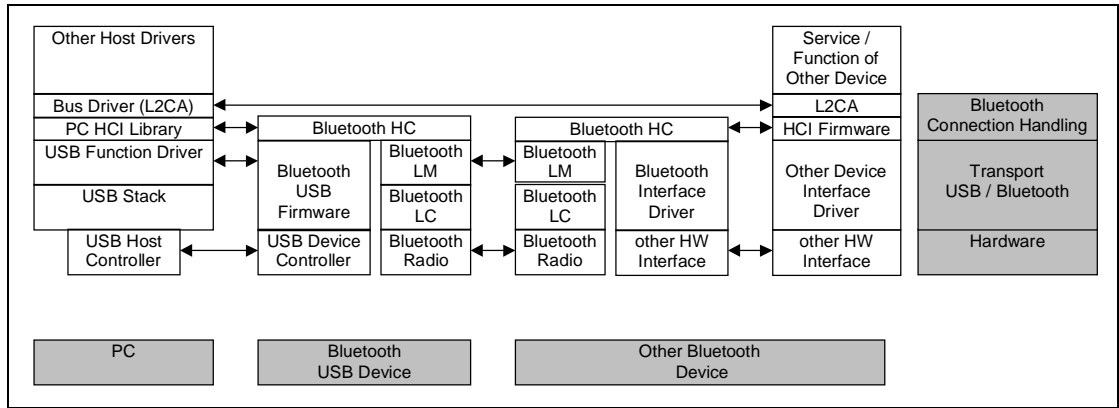 Other Host Drivers
Bus Driver (L2CA)
PC HCI Library
USB Function Driver
USB Stack
USB Host
Controller
Bluetooth HC
Bluetooth
USB
Firmware
USB Device
Controller
Bluetooth
LM
Bluetooth
LC
Bluetooth
Radio
Bluetooth HC
Bluetooth
LM
Bluetooth
LC
Bluetooth
Radio
Bluetooth
Interface
Driver
other HW
Interface
Service /
Function of
Other Device
L2CA
HCI Firmware
Other Device
Interface
Driver
other HW
Interface
Bluetooth
Connection Handling
Transport
USB / Bluetooth
Hardware
PC
Bluetooth
USB Device
Other Bluetooth
Device